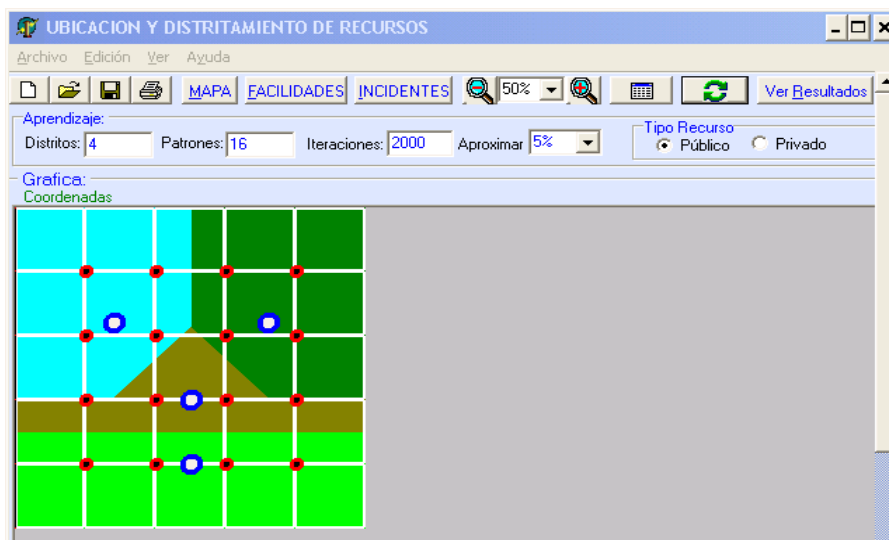 UBICACION Y DISTRITAMIENTO DE RECURSOS
Archivo Edición Ver Ayuda
MAPA FACILIDADES INCIDENTES 50% Ver Resultados
Aprendizaje:
Distritos: 4 Patrones: 16 Iteraciones: 2000 Aproximar 5% Tipo Recurso
Público Privado
Grafica:
Coordenadas